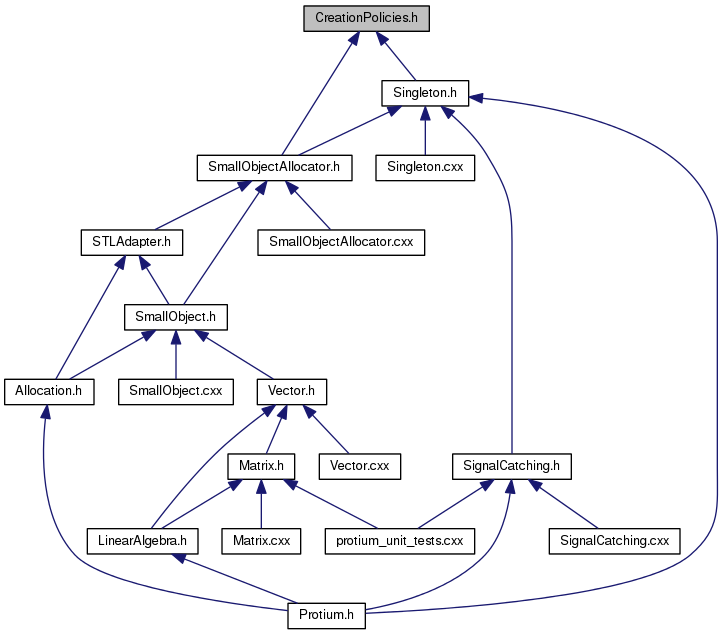 CreationPolicies.h
Singleton.h
SmallObjectAllocator.h
Singleton.cxx
STLAdapter.h
SmallObjectAllocator.cxx
SmallObject.h
Allocation.h
SmallObject.cxx
Vector.h
Matrix.h
Vector.cxx
SignalCatching.h
LinearAlgebra.h
Matrix.cxx
protium_unit_tests.cxx
SignalCatching.cxx
Protium.h